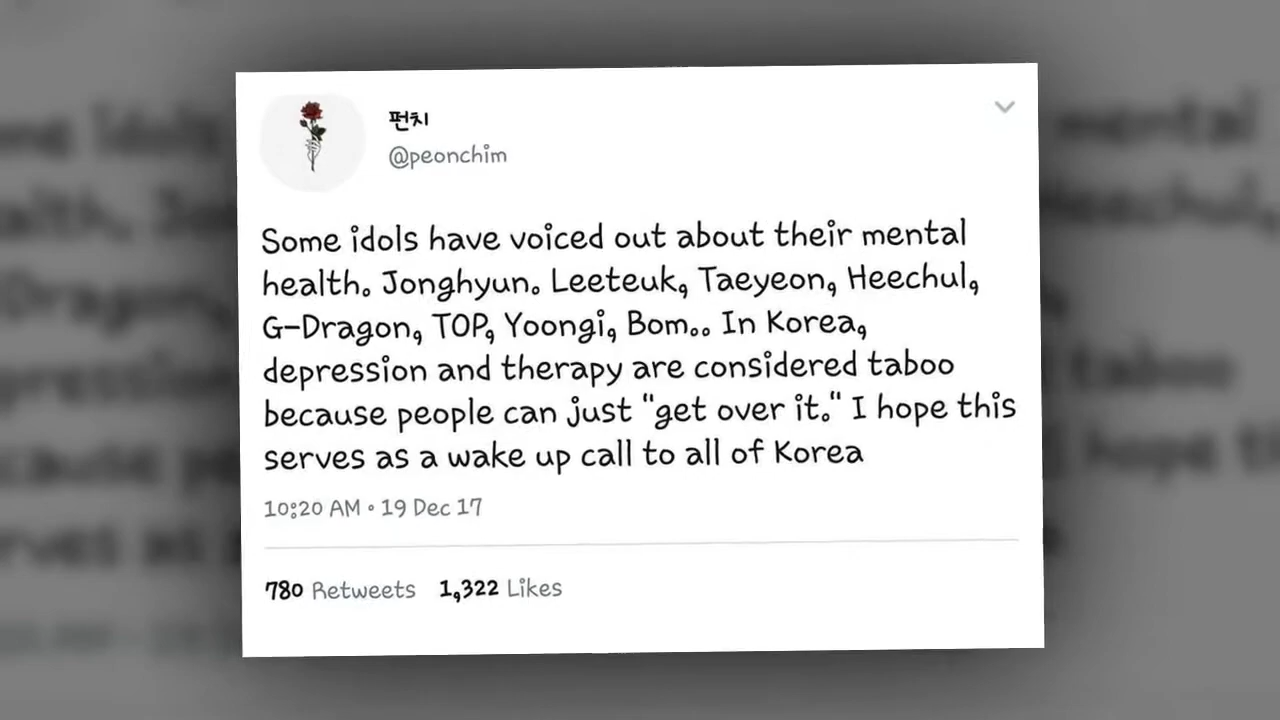 펀치
@peonchim
Some idols have voiced out about their mental
health. Jonghyun. Leeteuk, Taeyeon, Heechul,
G-Dragon, TOP, Yoongi, Bom.. In Korea,
depression and therapy are considered taboo
because people can just "get over it." I hope this
serves as a wake up call to all of Korea
10:20 AM • 19 Dec 17
780 Retweets 1,322 Likes